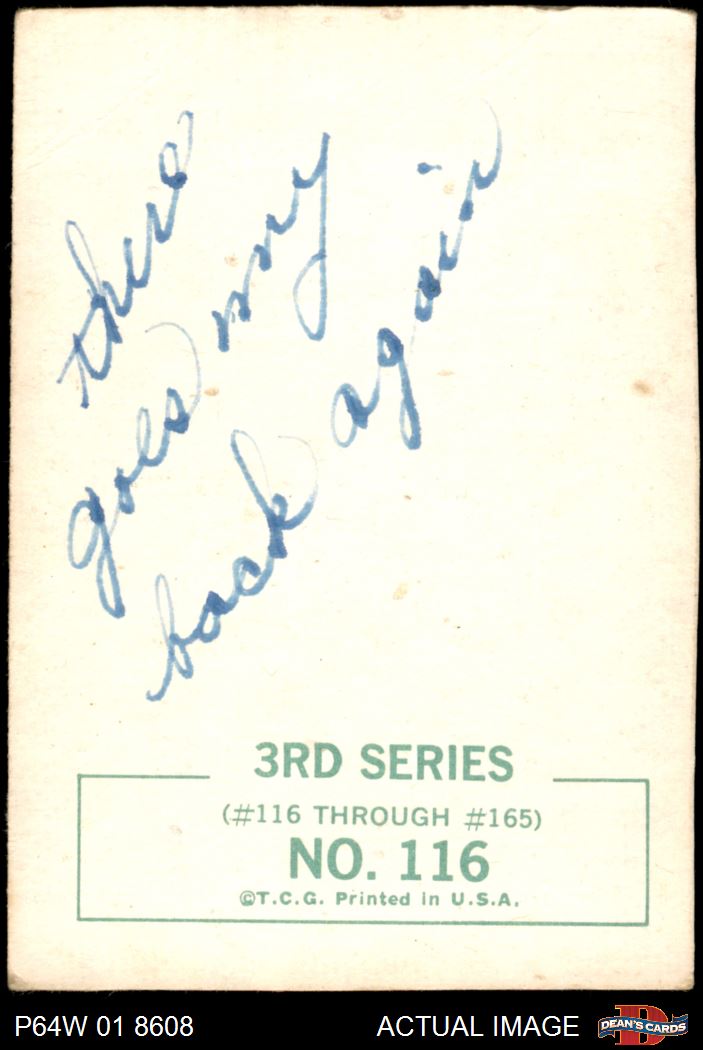 there
goes my
back again
3RD SERIES
(#116 THROUGH #165)
NO. 116
©T.C.G. Printed in U.S.A.
P64W 01 8608
ACTUAL IMAGE
D
DEAN'S CARDS